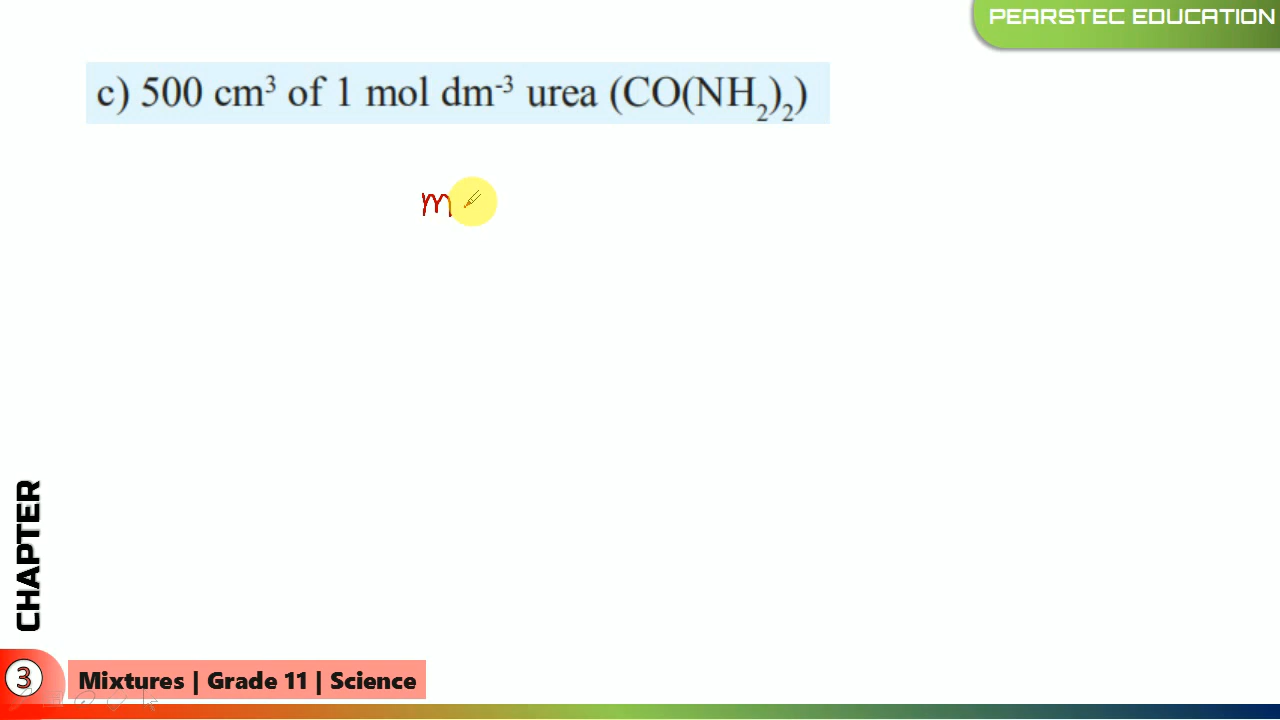 PEARSTEC EDUCATION
c) 500 cm³ of 1 mol dm⁻³ urea (CO(NH₂)₂)
m
CHAPTER
3
Mixtures | Grade 11 | Science